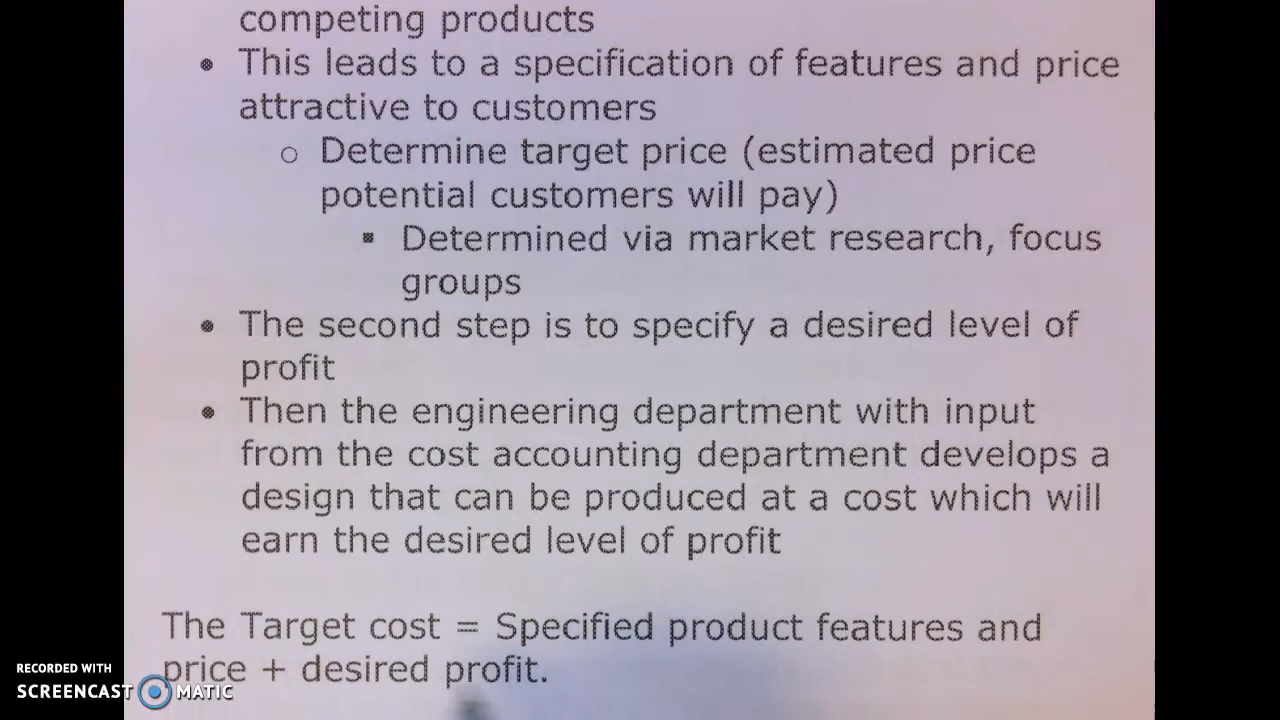 competing products
• This leads to a specification of features and price
attractive to customers
o Determine target price (estimated price
potential customers will pay)
▪ Determined via market research, focus
groups
• The second step is to specify a desired level of
profit
• Then the engineering department with input
from the cost accounting department develops a
design that can be produced at a cost which will
earn the desired level of profit
The Target cost = Specified product features and
price + desired profit.
RECORDED WITH
SCREENCAST MATIC